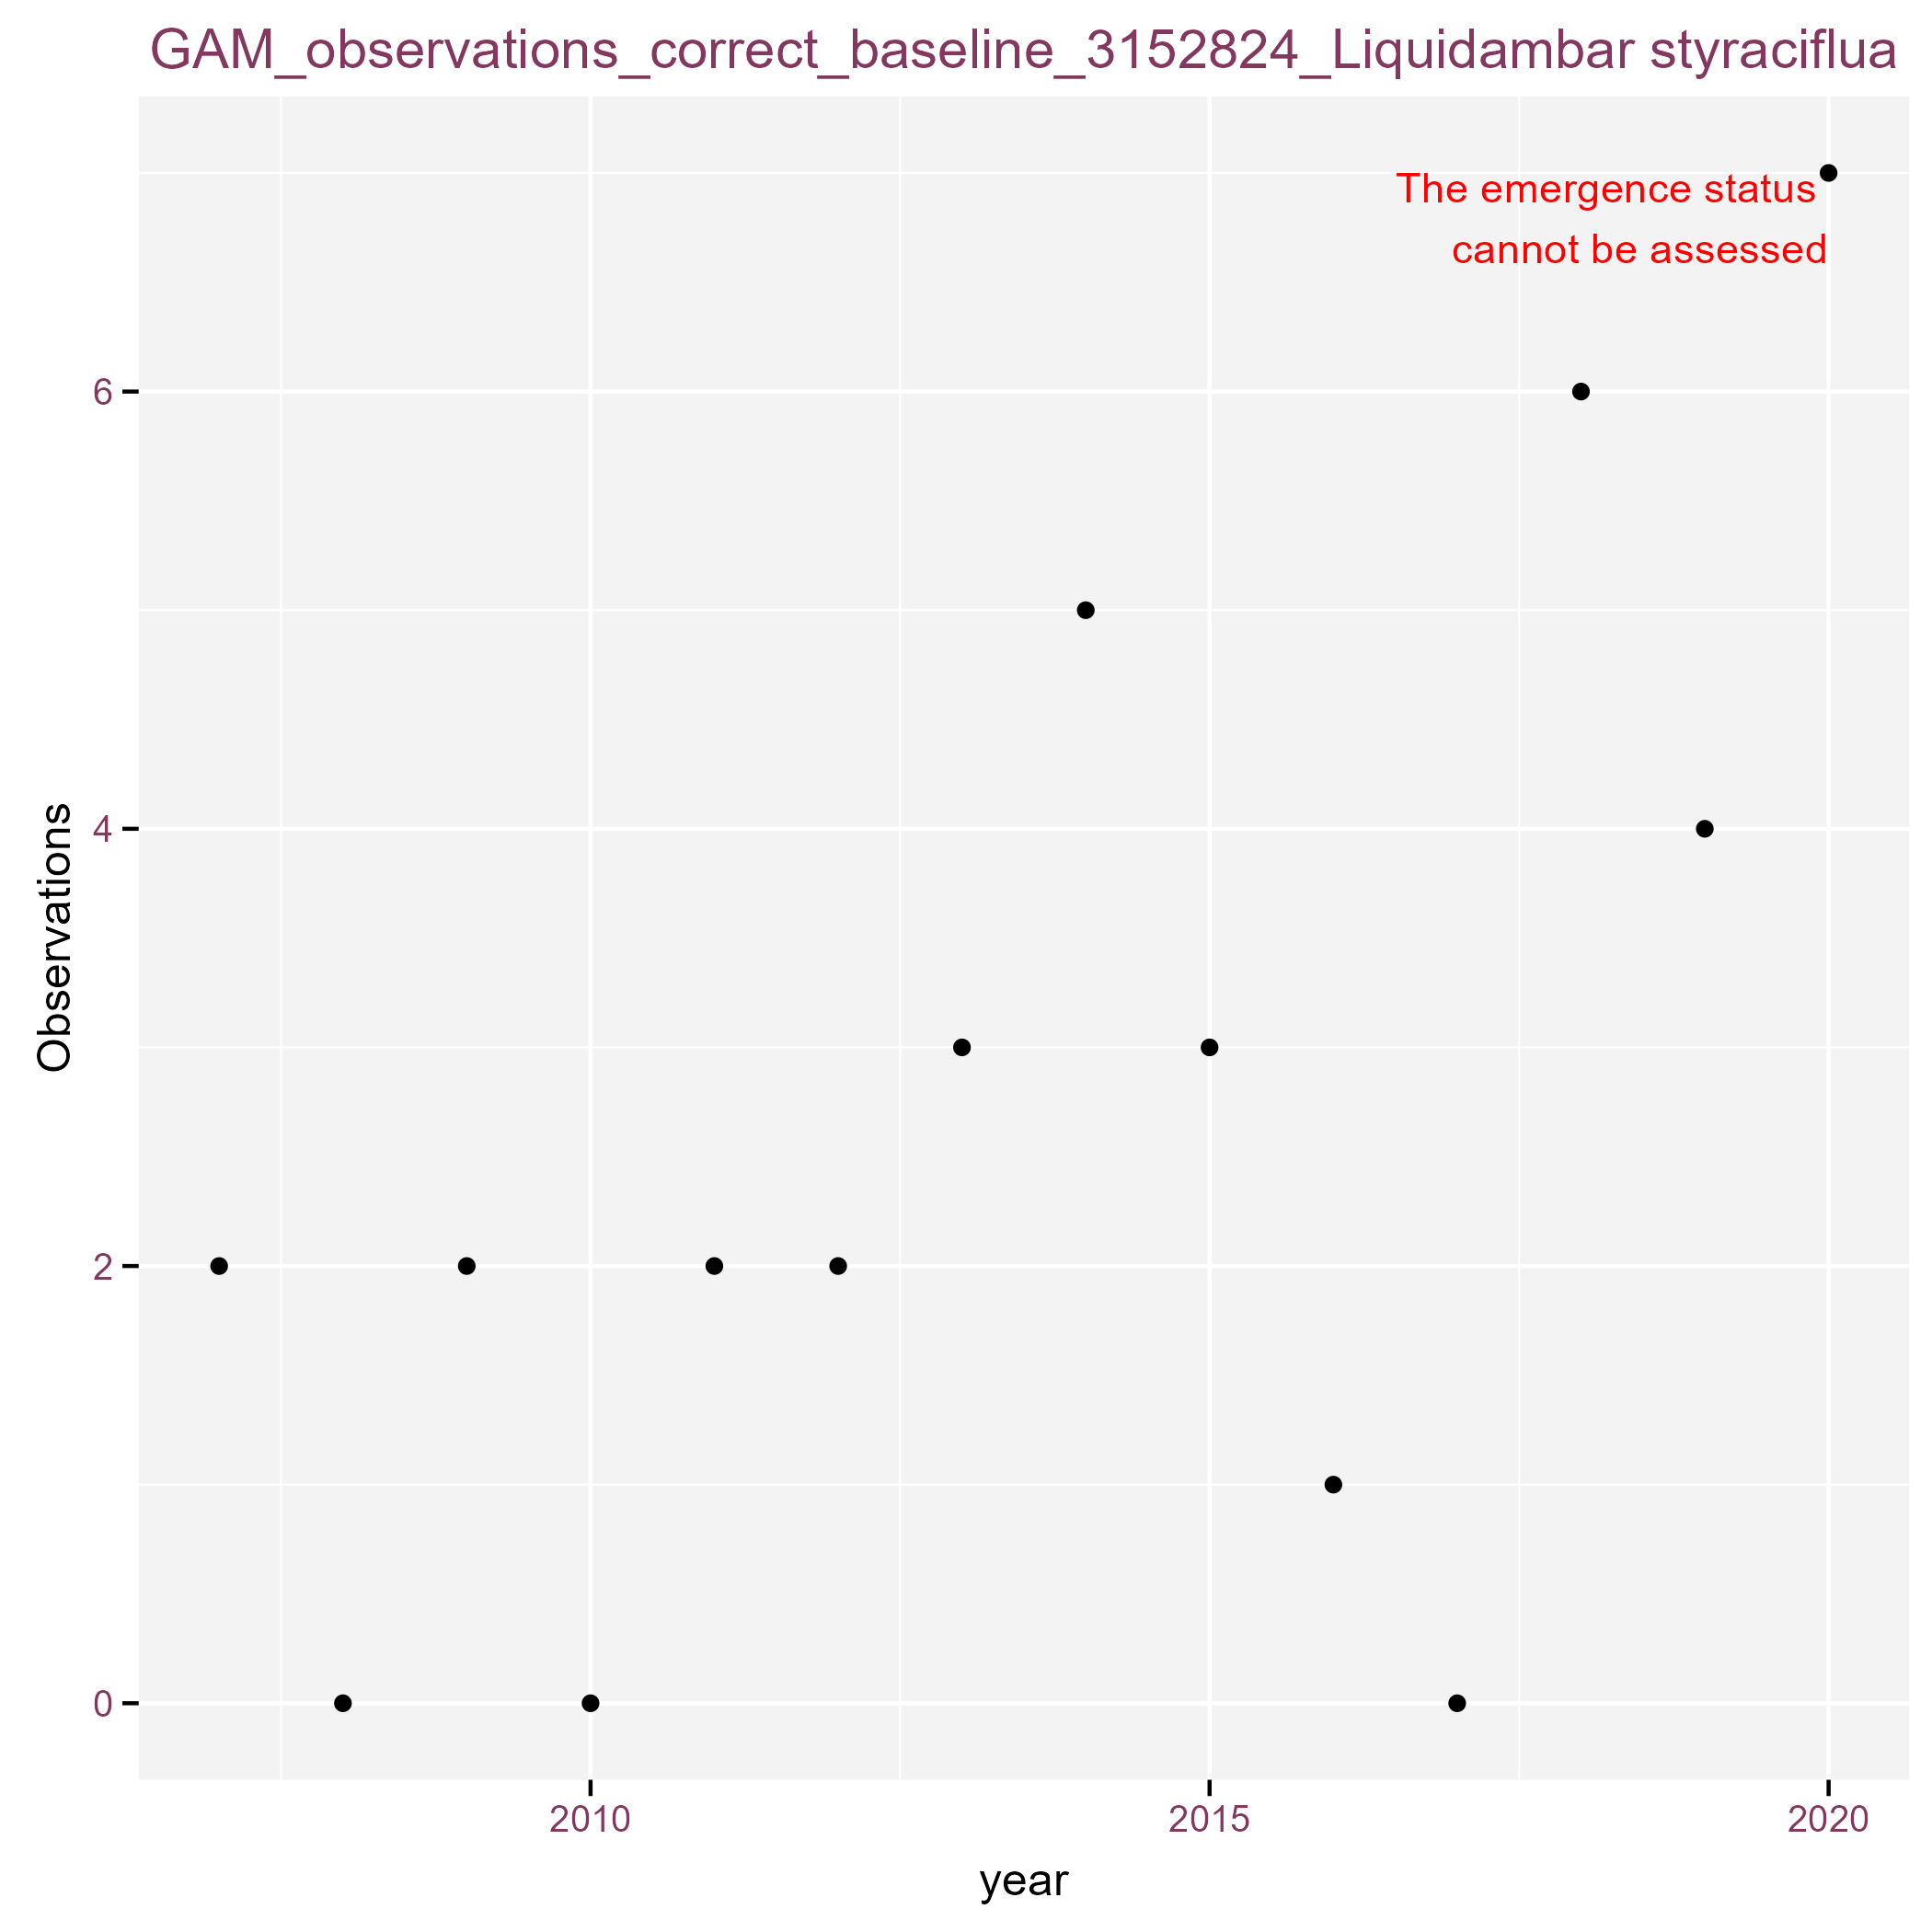 GAM_observations_correct_baseline_3152824_Liquidambar styraciflua
The emergence status
cannot be assessed
6
4
2
0
Observations
2010
2015
2020
year